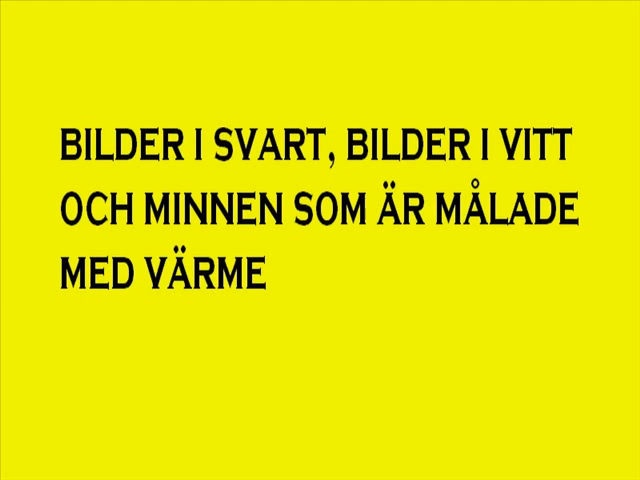 BILDER I SVART, BILDER I VITT
OCH MINNEN SOM ÄR MÅLADE
MED VÄRME